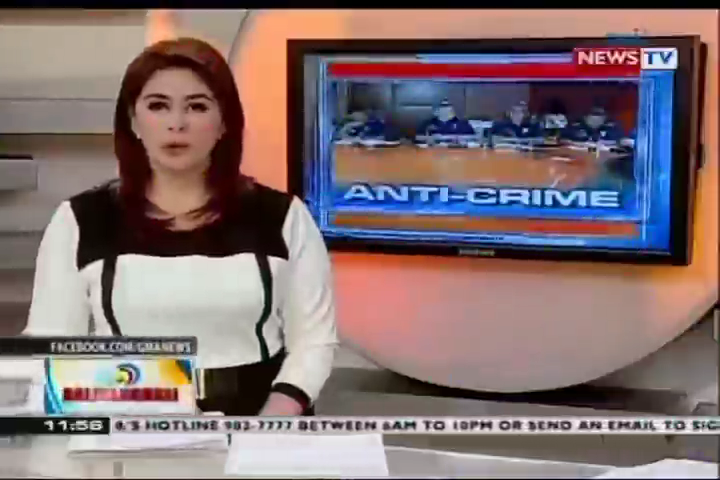 NEWS TV
ANTI-CRIME
FACEBOOK.COM/GMANEWS
BALITANGHALI
11:56 'S HOTLINE 982-7777 BETWEEN 6AM TO 10PM OR SEND AN EMAIL TO